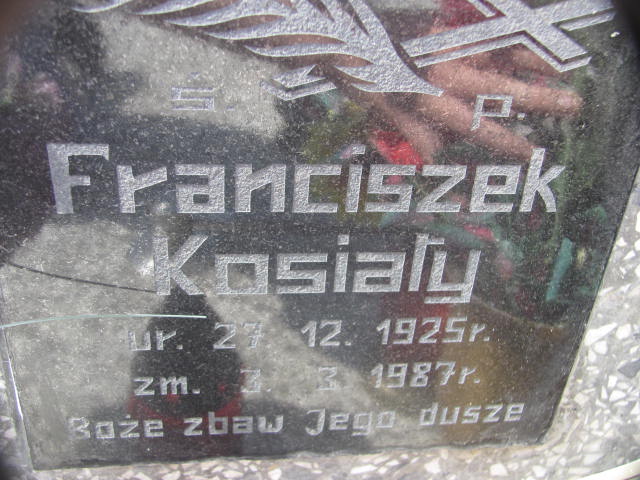 Ś. P.
Franciszek
Kosiały
ur. 27 12. 1925r.
zm. 3. 3. 1987r.
Boże zbaw Jego dusze